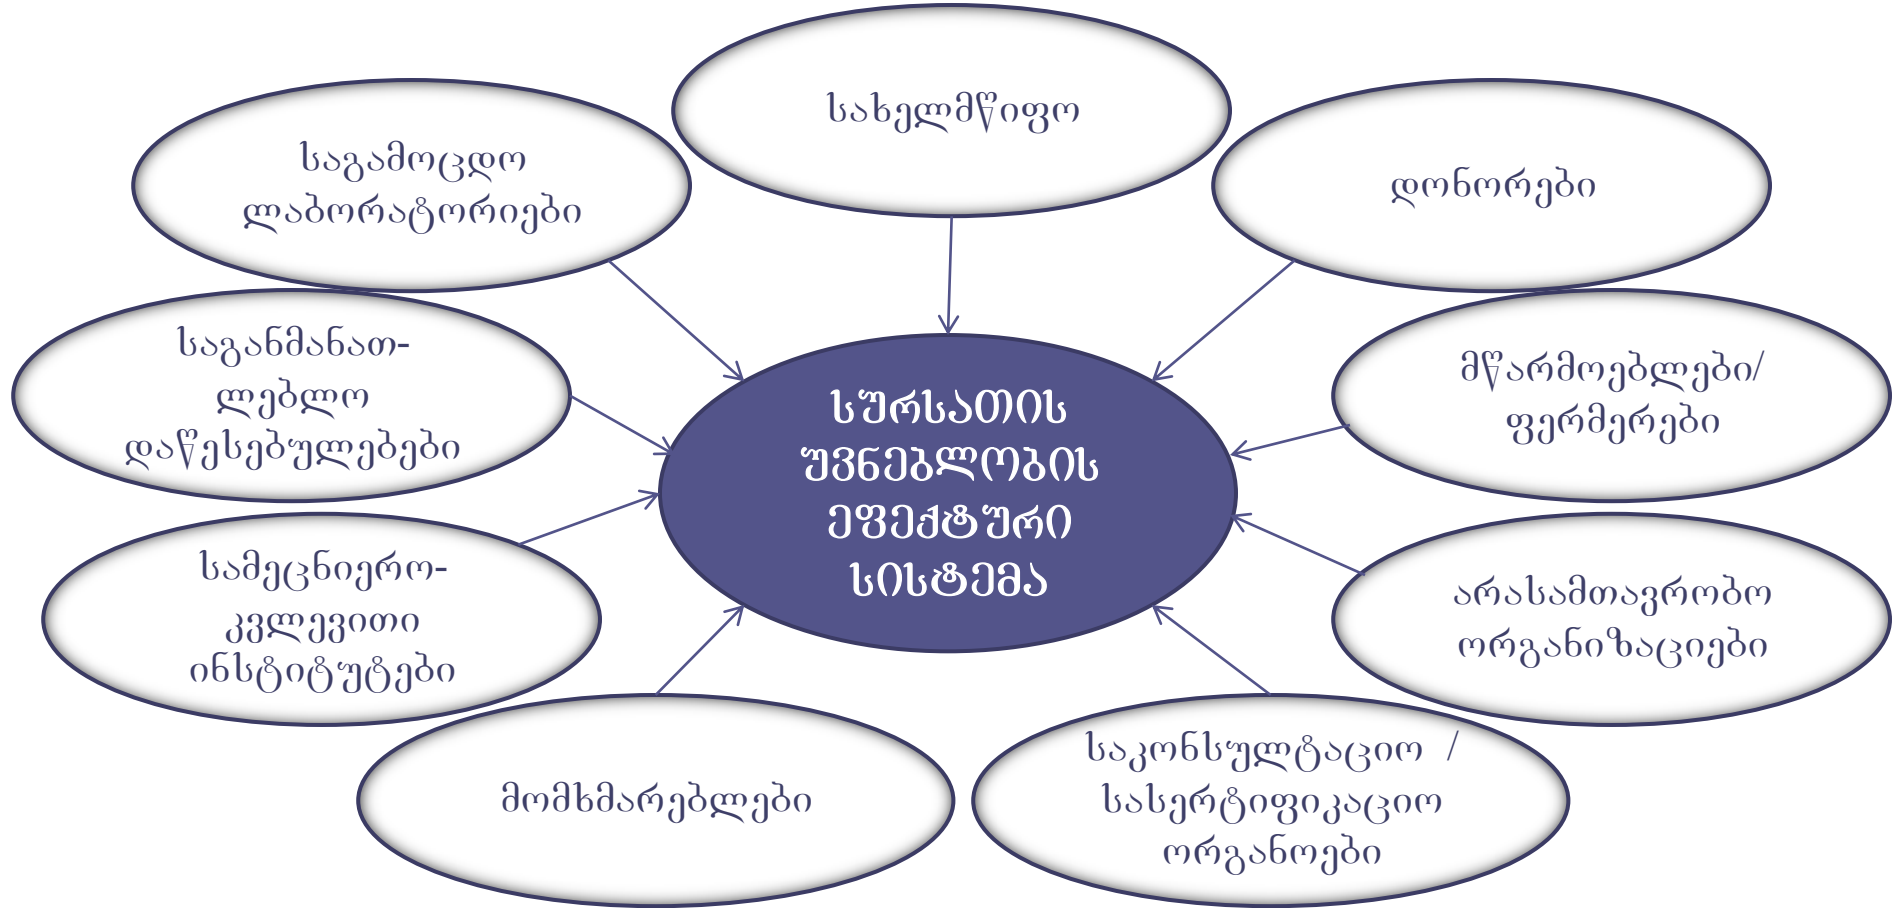 სახელმწიფო
საგამოცდო
ლაბორატორიები
დონორები
საგანმანათ-
ლებლო
დაწესებულებები
მწარმოებლები/
ფერმერები
სურსათის
უვნებლობის
ეფექტური
სისტემა
სამეცნიერო-
კვლევითი
ინსტიტუტები
არასამთავრობო
ორგანიზაციები
მომხმარებლები
საკონსულტაციო /
სასერტიფიკაციო
ორგანოები